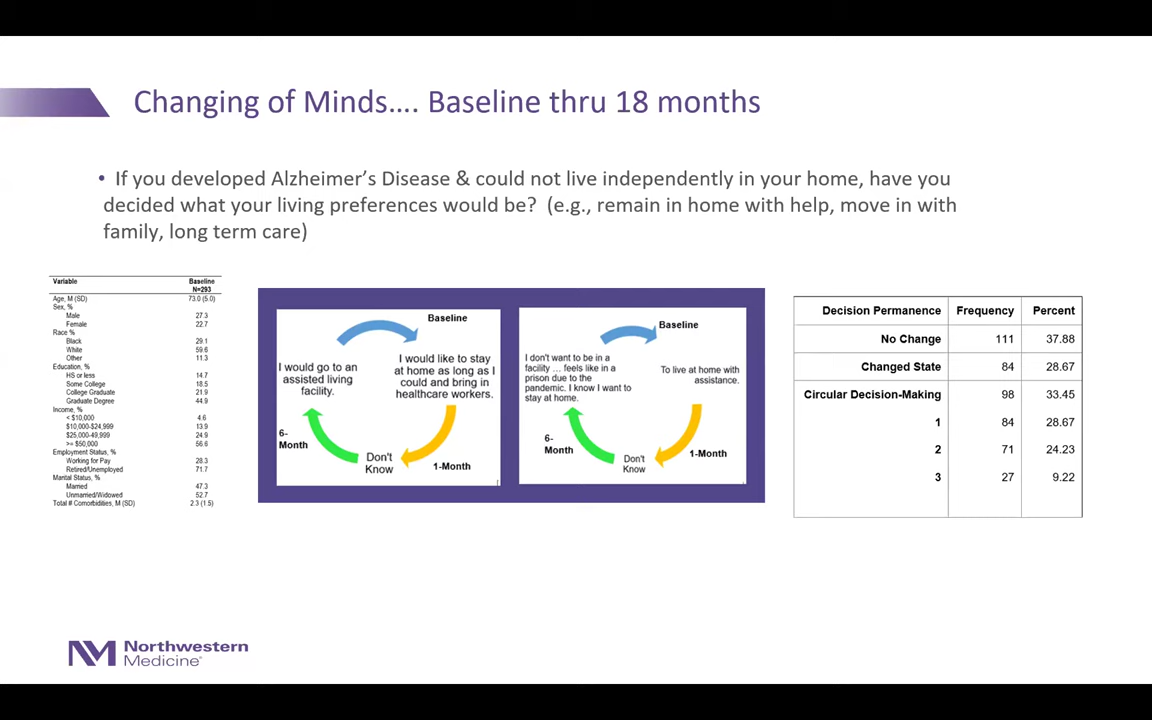 Changing of Minds…. Baseline thru 18 months
• If you developed Alzheimer's Disease & could not live independently in your home, have you
decided what your living preferences would be? (e.g., remain in home with help, move in with
family, long term care)
Variable Baseline
N=293
Age, M (SD) 73.0 (5.0)
Sex, %
Male 27.3
Female 22.7
Race %
Black 29.1
White 59.6
Other 11.3
Education, %
HS or less 14.7
Some College 18.5
College Graduate 21.9
Graduate Degree 44.9
Income, %
< $10,000 4.6
$10,000-$24,999 13.9
$25,000-49,999 24.9
>= $50,000 56.6
Employment Status, %
Working for Pay 28.3
Retired/Unemployed 71.7
Marital Status, %
Married 47.3
Unmarried/Widowed 52.7
Total # Comorbidities, M (SD) 2.3 (1.5)
Baseline
I would like to stay
at home as long as I
could and bring in
healthcare workers.
1-Month
Don't
Know
6-
Month
I would go to an
assisted living
facility.
Baseline
To live at home with
assistance.
1-Month
Don't
Know
6-
Month
I don't want to be in a
facility … feels like in a
prison due to the
pandemic. I know I want to
stay at home.
Decision Permanence Frequency Percent
No Change 111 37.88
Changed State 84 28.67
Circular Decision-Making 98 33.45
1 84 28.67
2 71 24.23
3 27 9.22
NM Northwestern
Medicine®